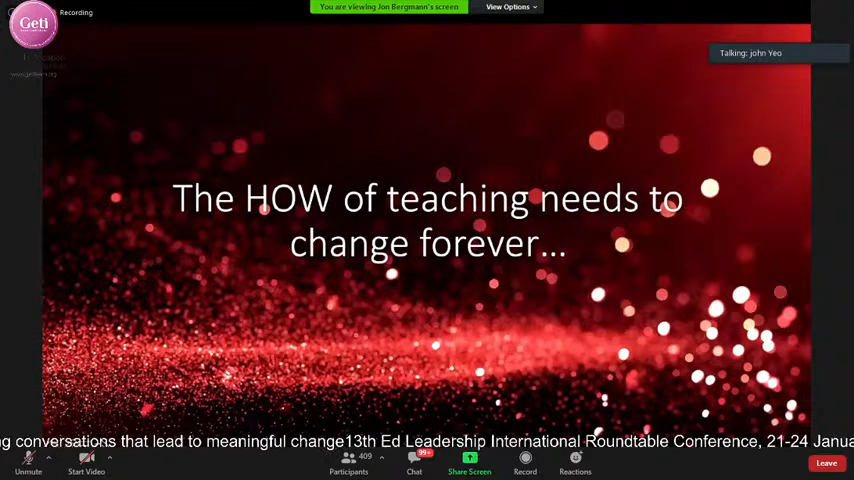 Recording
You are viewing Jon Bergmann's screen
View Options
Geti
Talking: john Yeo
The HOW of teaching needs to
change forever...
g conversations that lead to meaningful change13th Ed Leadership International Roundtable Conference, 21-24 Janua
Unmute
Start Video
Participants
409
Chat
99+
Share Screen
Record
Reactions
Leave